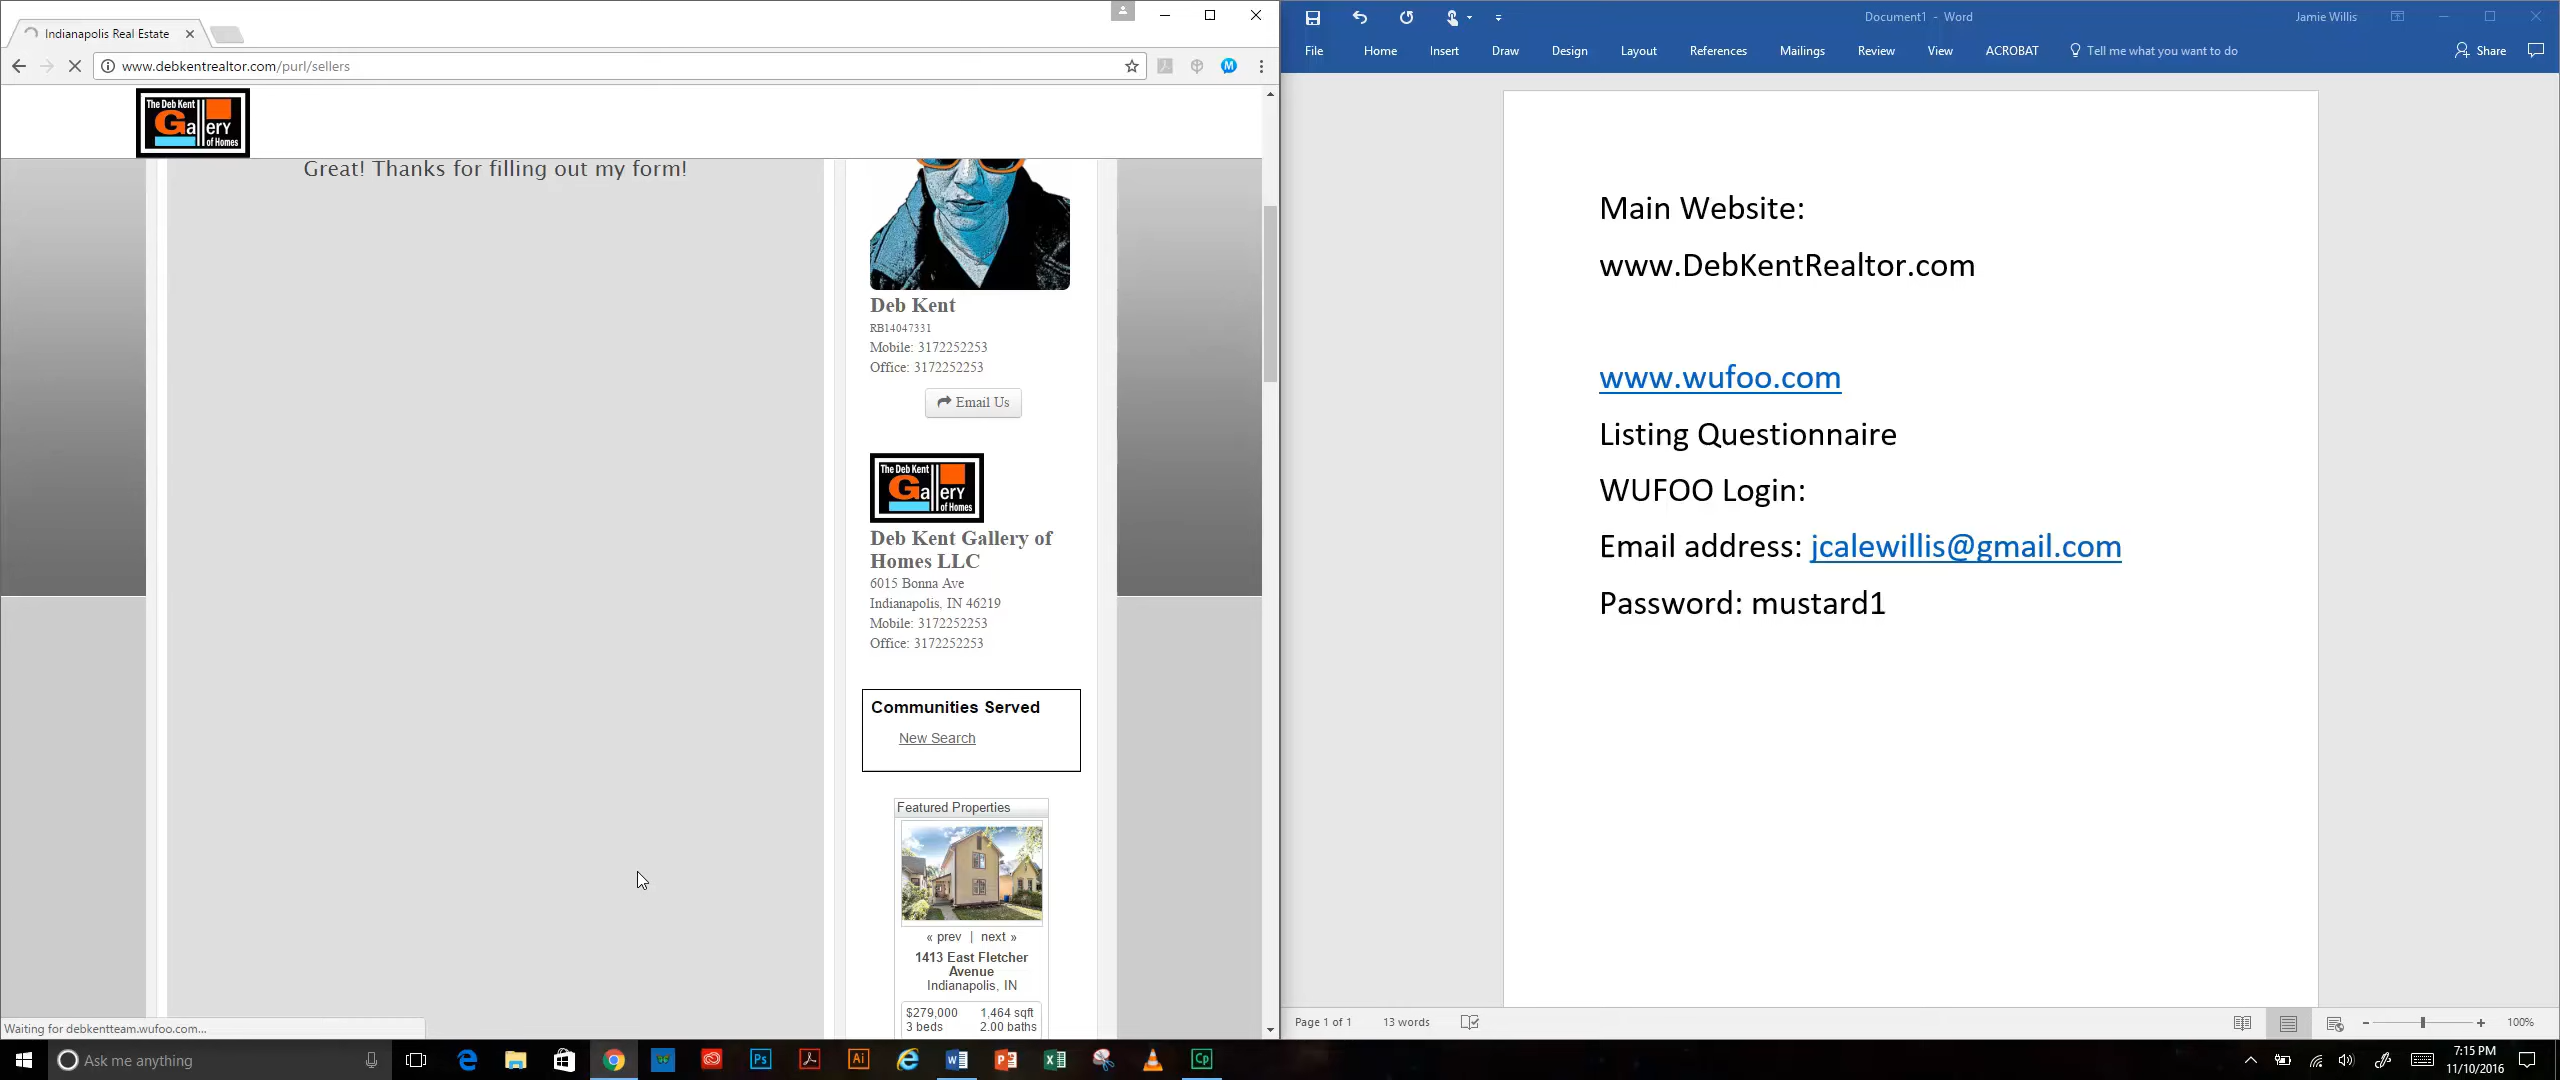 Indianapolis Real Estate
www.debkentrealtor.com/purl/sellers
The Deb Kent
Gallery
of Homes
Great! Thanks for filling out my form!
Deb Kent
RB14047331
Mobile: 3172252253
Office: 3172252253
Email Us
The Deb Kent
Gallery
of Homes
Deb Kent Gallery of
Homes LLC
6015 Bonna Ave
Indianapolis, IN 46219
Mobile: 3172252253
Office: 3172252253
Communities Served
New Search
Featured Properties
« prev | next »
1413 East Fletcher
Avenue
Indianapolis, IN
$279,000 1,464 sqft
3 beds 2.00 baths
Waiting for debkentteam.wufoo.com...
Document1 - Word
Jamie Willis
File Home Insert Draw Design Layout References Mailings Review View ACROBAT Tell me what you want to do Share
Main Website:
www.DebKentRealtor.com
www.wufoo.com
Listing Questionnaire
WUFOO Login:
Email address: jcalewillis@gmail.com
Password: mustard1
Page 1 of 1 13 words 100%
Ask me anything
7:15 PM
11/10/2016